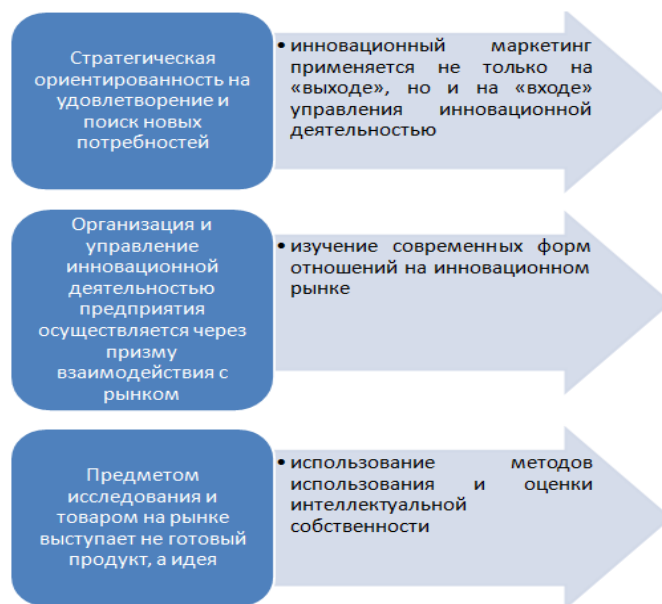 Стратегическая
ориентированность на
удовлетворение и
поиск новых
потребностей
• инновационный маркетинг
применяется не только на
«выходе», но и на «входе»
управления инновационной
деятельностью
Организация и
управление
инновационной
деятельностью
предприятия
осуществляется через
призму
взаимодействия с
рынком
• изучение современных форм
отношений на инновационном
рынке
Предметом
исследования и
товаром на рынке
выступает не готовый
продукт, а идея
• использование методов
использования и оценки
интеллектуальной
собственности